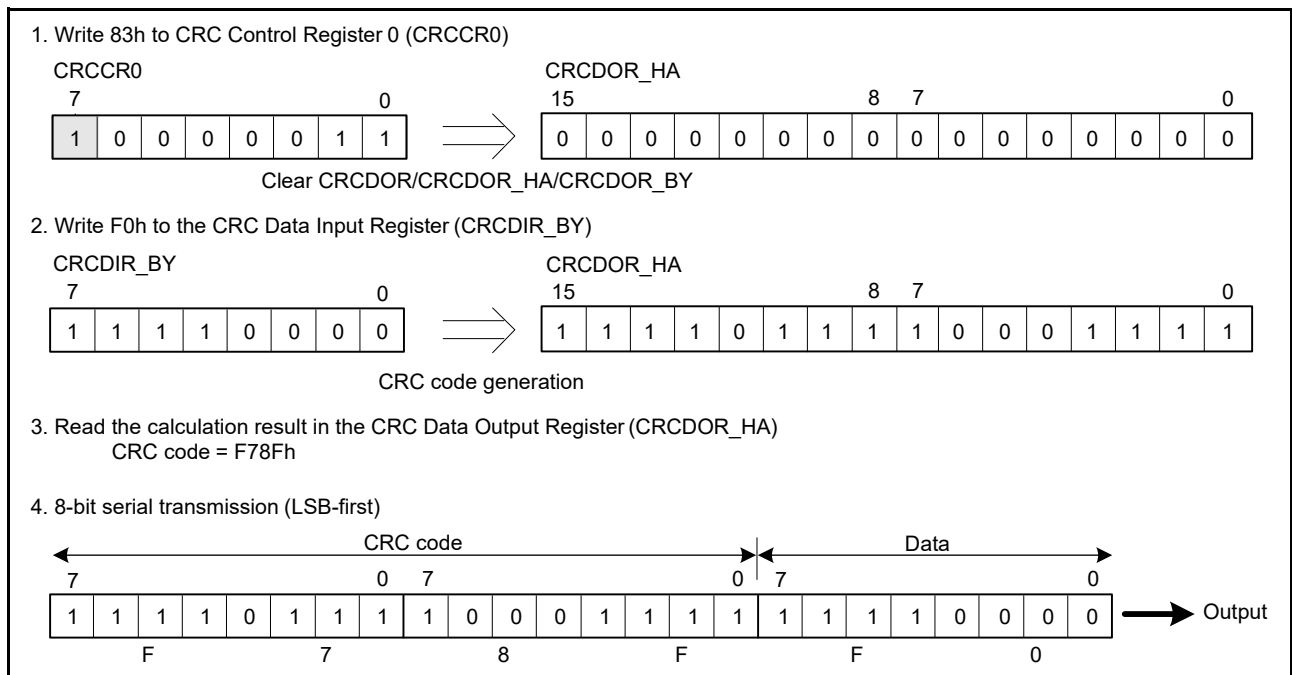 1. Write 83h to CRC Control Register 0 (CRCCR0)
CRCCR0 CRCDOR_HA
7 0 15 8 7 0
1 0 0 0 0 0 1 1 0 0 0 0 0 0 0 0 0 0 0 0 0 0 0 0
Clear CRCDOR/CRCDOR_HA/CRCDOR_BY
2. Write F0h to the CRC Data Input Register (CRCDIR_BY)
CRCDIR_BY CRCDOR_HA
7 0 15 8 7 0
1 1 1 1 0 0 0 0 1 1 1 1 0 1 1 1 1 0 0 0 1 1 1 1
CRC code generation
3. Read the calculation result in the CRC Data Output Register (CRCDOR_HA)
CRC code = F78Fh
4. 8-bit serial transmission (LSB-first)
CRC code Data
7 0 7 0 7 0
1 1 1 1 0 1 1 1 1 0 0 0 1 1 1 1 1 1 1 1 0 0 0 0 Output
F 7 8 F F 0